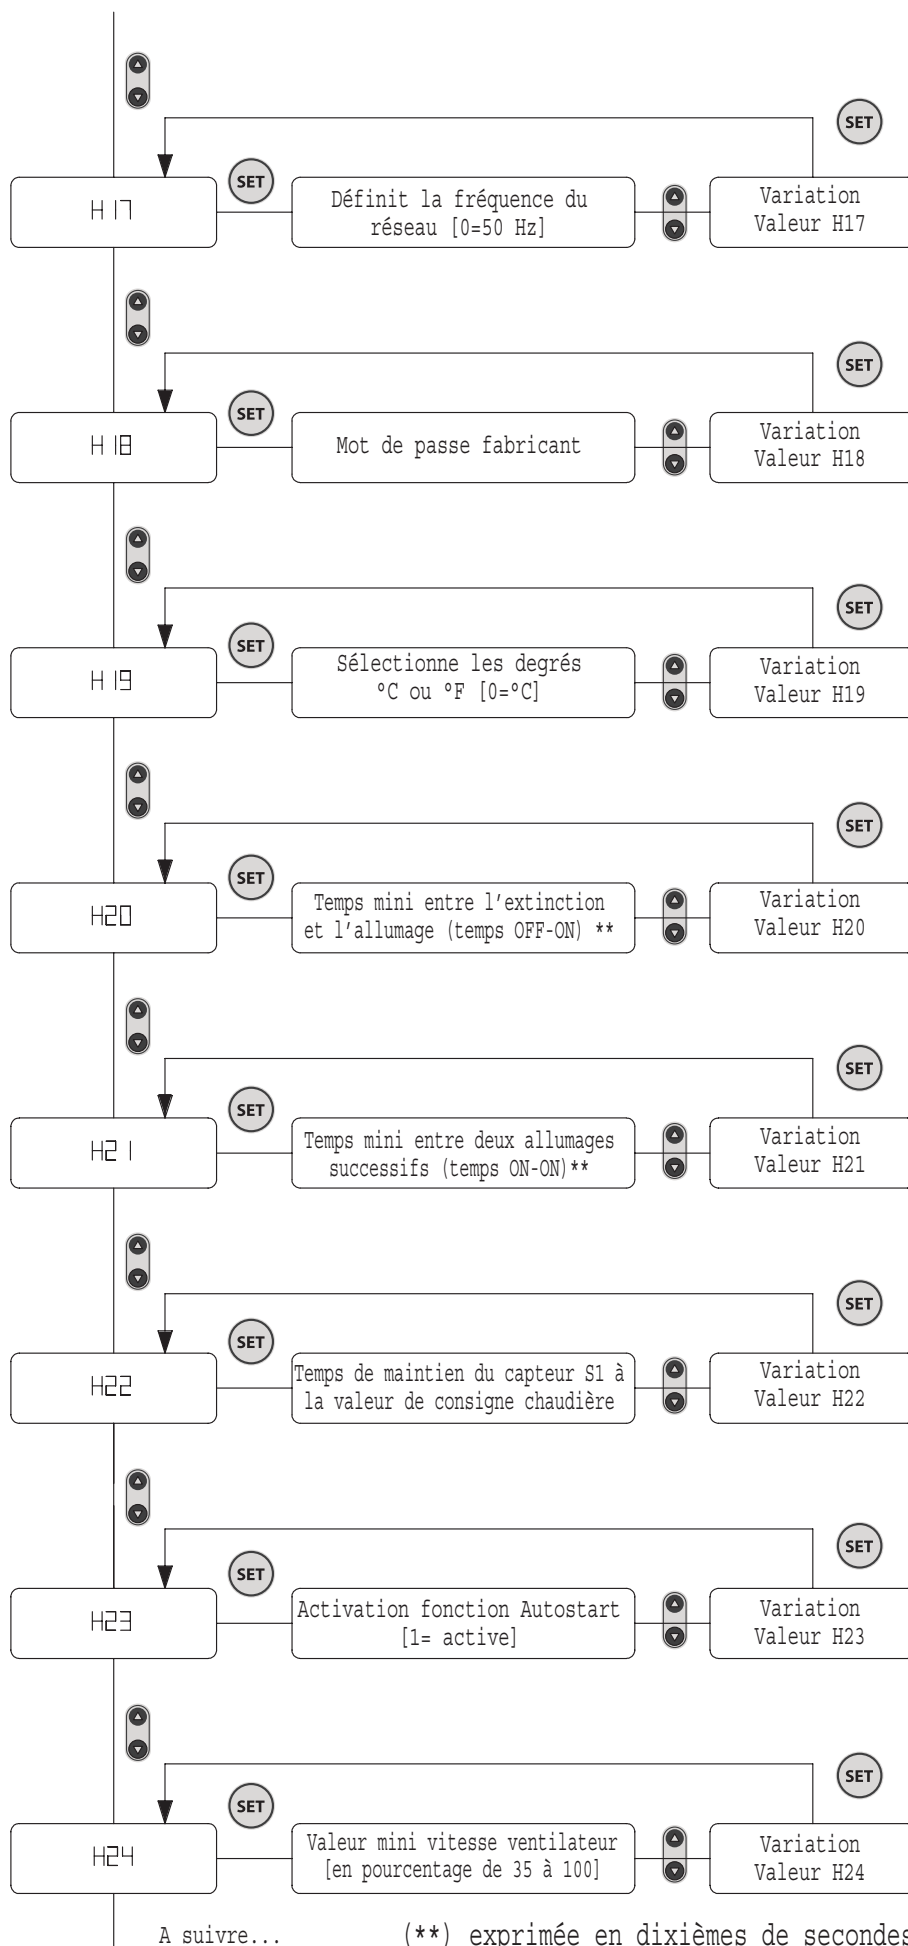 SET
SET
H17
Définit la fréquence du
réseau [0=50 Hz]
Variation
Valeur H17
SET
SET
H18
Mot de passe fabricant
Variation
Valeur H18
SET
SET
H19
Sélectionne les degrés
ºC ou ºF [0=ºC]
Variation
Valeur H19
SET
SET
H20
Temps mini entre l'extinction
et l'allumage (temps OFF-ON) **
Variation
Valeur H20
SET
SET
H21
Temps mini entre deux allumages
successifs (temps ON-ON)**
Variation
Valeur H21
SET
SET
H22
Temps de maintien du capteur S1 à
la valeur de consigne chaudière
Variation
Valeur H22
SET
SET
H23
Activation fonction Autostart
[1= active]
Variation
Valeur H23
SET
SET
H24
Valeur mini vitesse ventilateur
[en pourcentage de 35 à 100]
Variation
Valeur H24
A suivre...
(**) exprimée en dixièmes de secondes